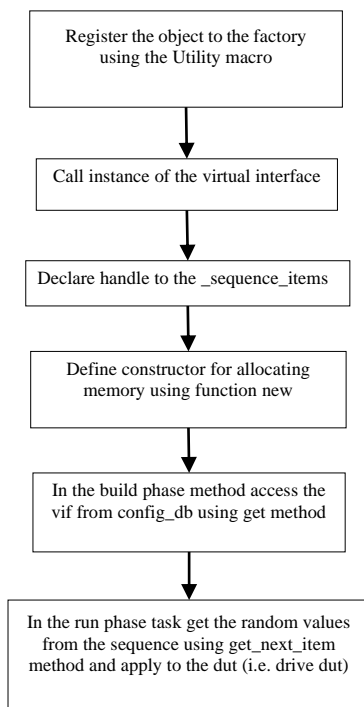 Register the object to the factory
using the Utility macro
Call instance of the virtual interface
Declare handle to the _sequence_items
Define constructor for allocating
memory using function new
In the build phase method access the
vif from config_db using get method
In the run phase task get the random values
from the sequence using get_next_item
method and apply to the dut (i.e. drive dut)